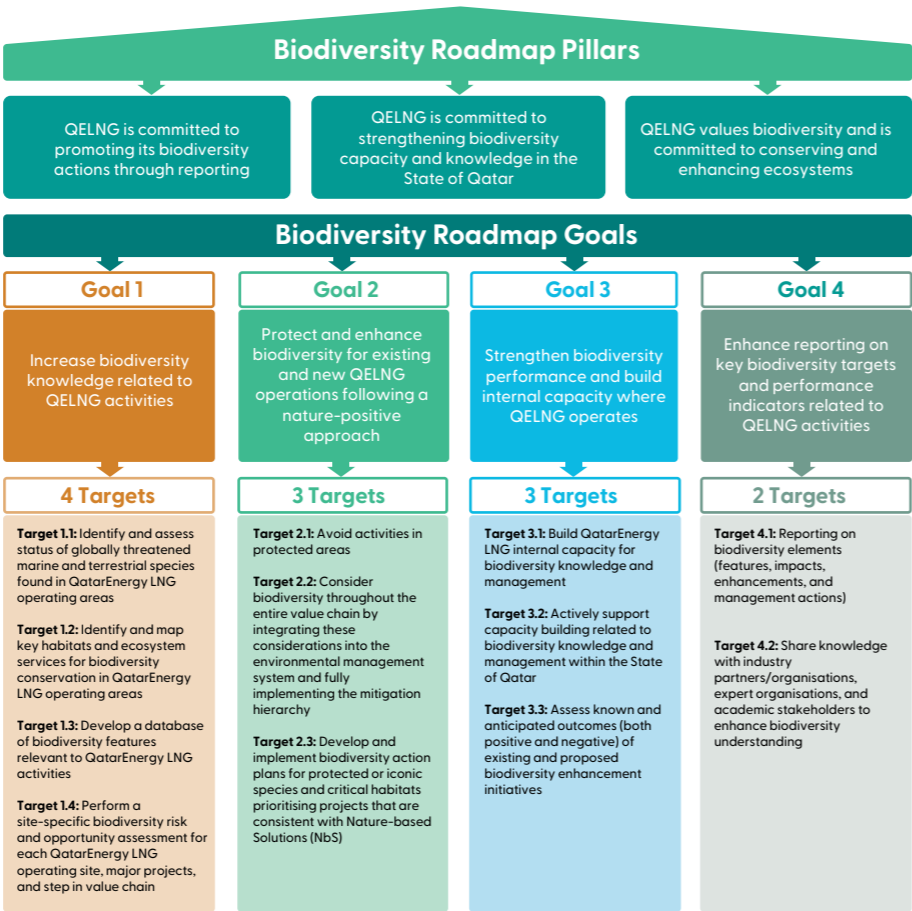 Biodiversity Roadmap Pillars
QELNG is committed to
promoting its biodiversity
actions through reporting
QELNG is committed to
strengthening biodiversity
capacity and knowledge in the
State of Qatar
QELNG values biodiversity and is
committed to conserving and
enhancing ecosystems
Biodiversity Roadmap Goals
Goal 1
Increase biodiversity
knowledge related to
QELNG activities
4 Targets
Target 1.1: Identify and assess
status of globally threatened
marine and terrestrial species
found in QatarEnergy LNG
operating areas
Target 1.2: Identify and map
key habitats and ecosystem
services for biodiversity
conservation in QatarEnergy
LNG operating areas
Target 1.3: Develop a database
of biodiversity features
relevant to QatarEnergy LNG
activities
Target 1.4: Perform a
site-specific biodiversity risk
and opportunity assessment for
each QatarEnergy LNG
operating site, major projects,
and step in value chain
Goal 2
Protect and enhance
biodiversity for existing
and new QELNG
operations following a
nature-positive
approach
3 Targets
Target 2.1: Avoid activities in
protected areas
Target 2.2: Consider
biodiversity throughout the
entire value chain by
integrating these
considerations into the
environmental management
system and fully
implementing the mitigation
hierarchy
Target 2.3: Develop and
implement biodiversity action
plans for protected or iconic
species and critical habitats
prioritising projects that are
consistent with Nature-based
Solutions (NbS)
Goal 3
Strengthen biodiversity
performance and build
internal capacity where
QELNG operates
3 Targets
Target 3.1: Build QatarEnergy
LNG internal capacity for
biodiversity knowledge and
management
Target 3.2: Actively support
capacity building related to
biodiversity knowledge and
management within the State
of Qatar
Target 3.3: Assess known and
anticipated outcomes (both
positive and negative) of
existing and proposed
biodiversity enhancement
initiatives
Goal 4
Enhance reporting on
key biodiversity targets
and performance
indicators related to
QELNG activities
2 Targets
Target 4.1: Reporting on
biodiversity elements
(features, impacts,
enhancements, and
management actions)
Target 4.2: Share knowledge
with industry
partners/organisations,
expert organisations, and
academic stakeholders to
enhance biodiversity
understanding